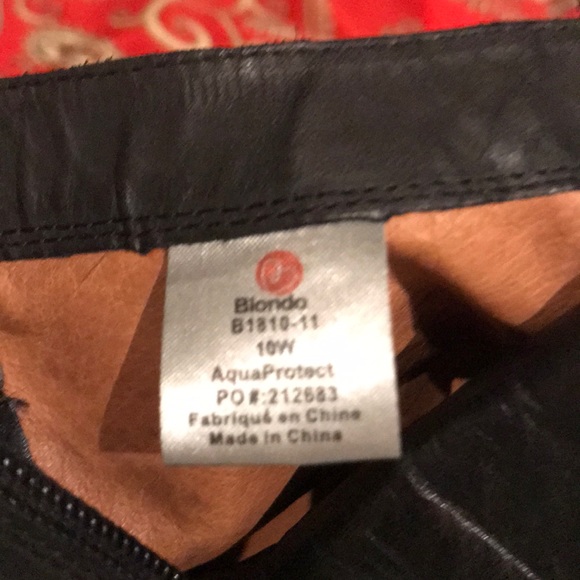 Blondo
B1810-11
10W
AquaProtect
PO#:212683
Fabriqué en Chine
Made in China